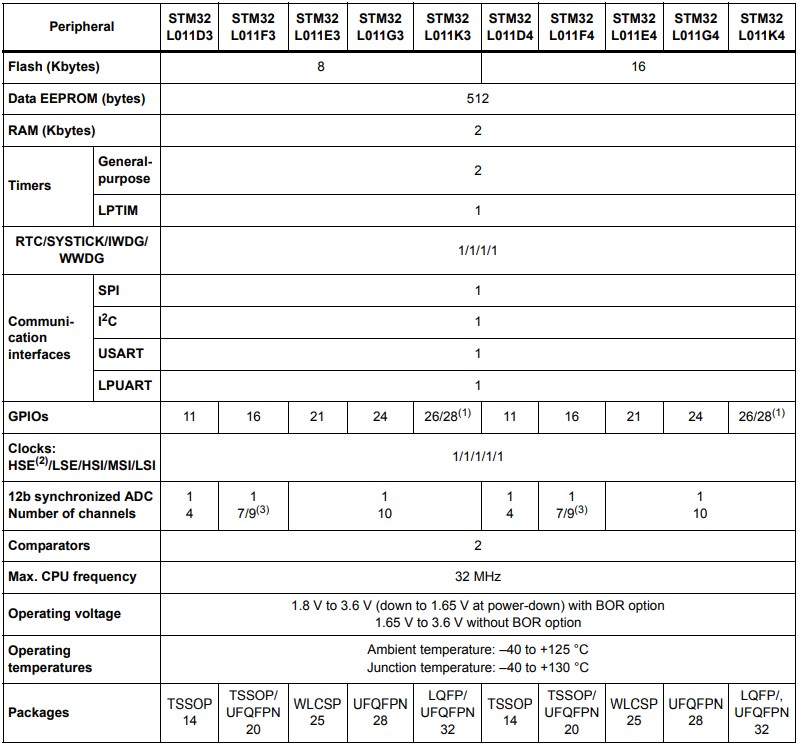 Peripheral STM32 L011D3 STM32 L011F3 STM32 L011E3 STM32 L011G3 STM32 L011K3 STM32 L011D4 STM32 L011F4 STM32 L011E4 STM32 L011G4 STM32 L011K4
Flash (Kbytes) 8 16
Data EEPROM (bytes) 512
RAM (Kbytes) 2
Timers
General-
purpose 2
LPTIM 1
RTC/SYSTICK/IWDG/
WWDG 1/1/1/1
Communi-
cation
interfaces
SPI 1
I2C 1
USART 1
LPUART 1
GPIOs 11 16 21 24 26/28(1) 11 16 21 24 26/28(1)
Clocks:
HSE(2)/LSE/HSI/MSI/LSI 1/1/1/1/1
12b synchronized ADC 1 1 1 1 1 1
Number of channels 4 7/9(3) 10 4 7/9(3) 10
Comparators 2
Max. CPU frequency 32 MHz
Operating voltage
1.8 V to 3.6 V (down to 1.65 V at power-down) with BOR option
1.65 V to 3.6 V without BOR option
Operating
temperatures
Ambient temperature: –40 to +125 °C
Junction temperature: –40 to +130 °C
Packages TSSOP 14 TSSOP/ UFQFPN 20 WLCSP 25 UFQFPN 28 LQFP/ UFQFPN 32 TSSOP 14 TSSOP/ UFQFPN 20 WLCSP 25 UFQFPN 28 LQFP/, UFQFPN 32